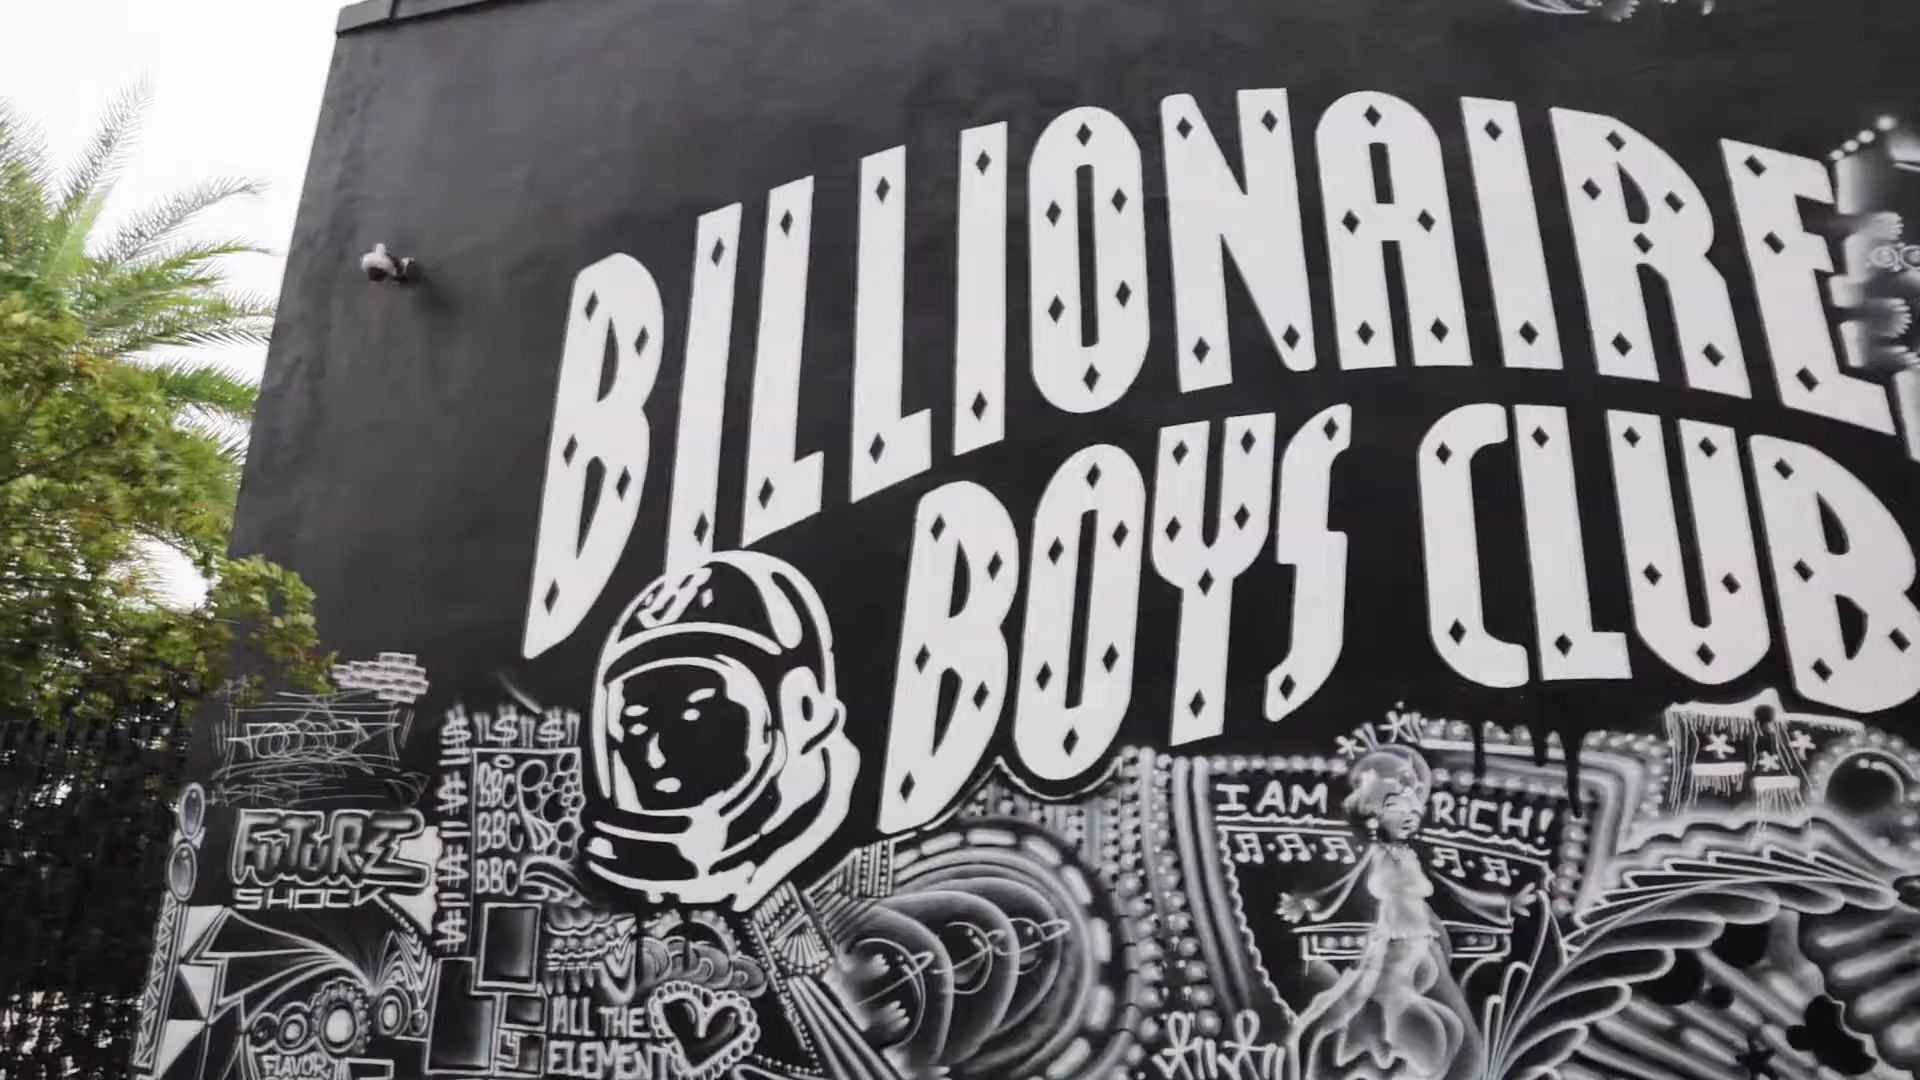 BILLIONAIRE
BOYS CLUB
$ $ $
BBC
BBC
BBC
I AM RiCH!
FUTURE
SHOCK
ALL THE
ELEMENT
FLAVOR